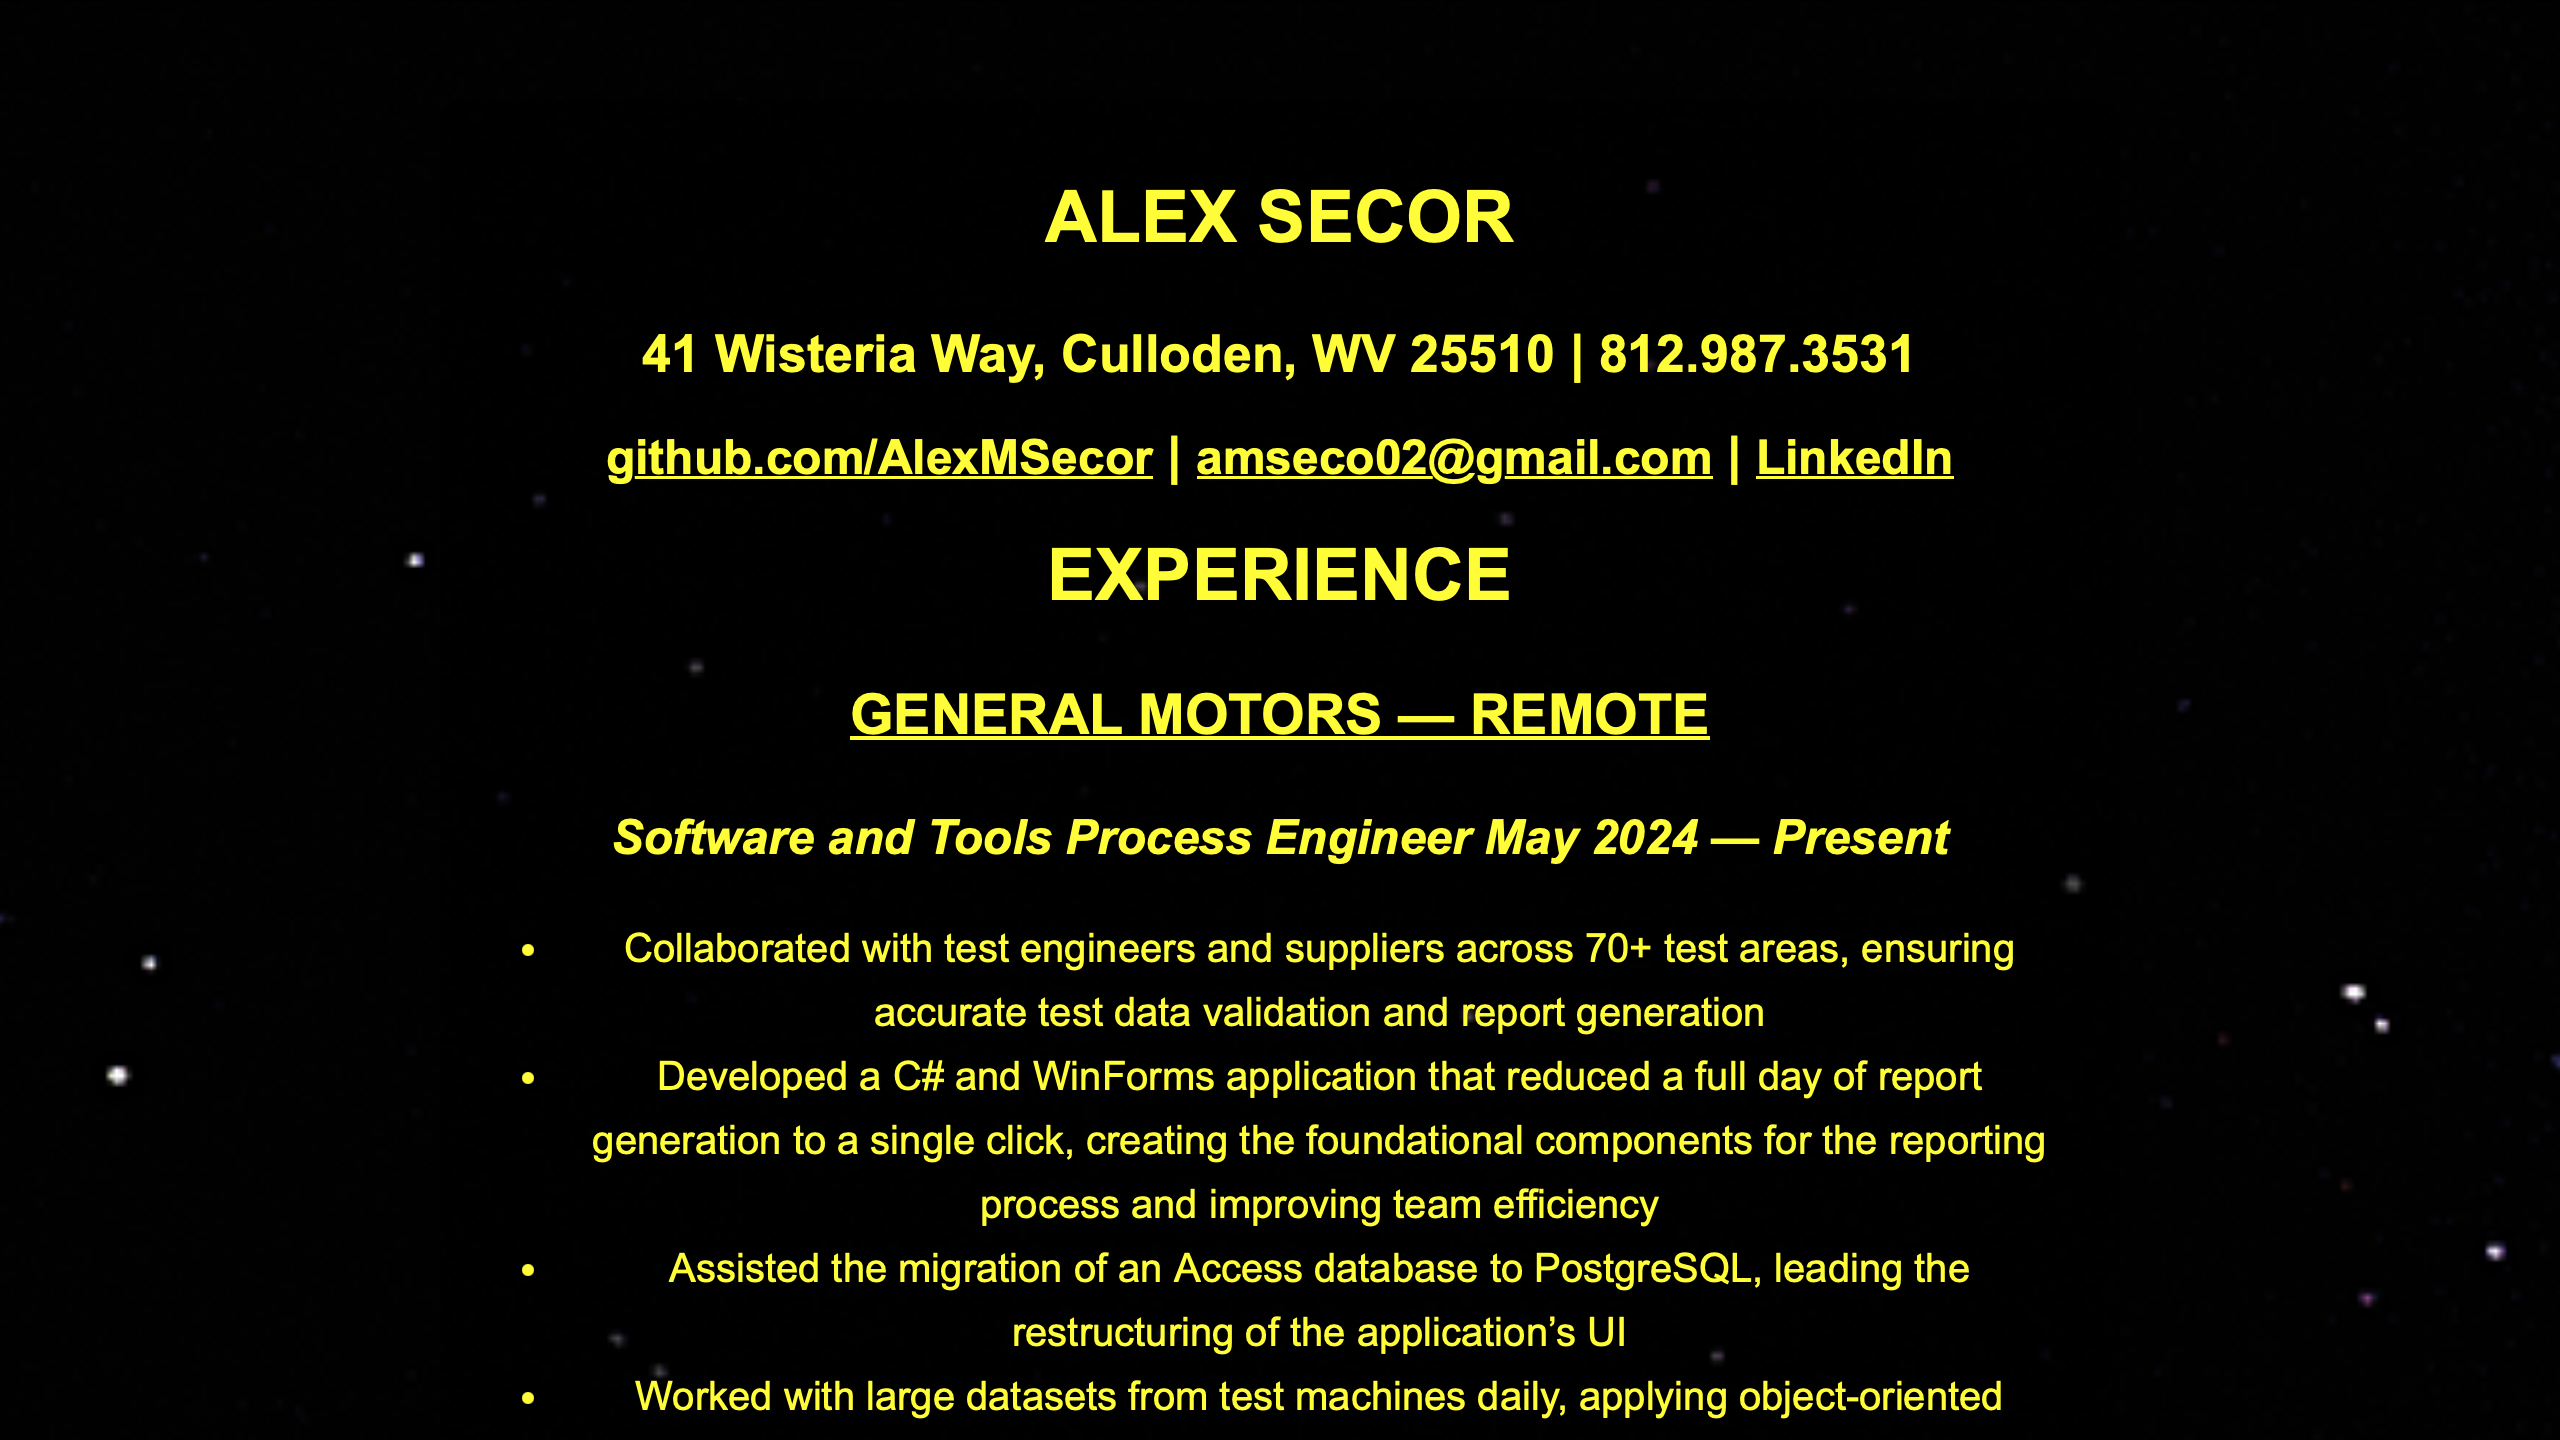 ALEX SECOR
41 Wisteria Way, Culloden, WV 25510 | 812.987.3531
github.com/AlexMSecor | amseco02@gmail.com | LinkedIn
EXPERIENCE
GENERAL MOTORS — REMOTE
Software and Tools Process Engineer May 2024 — Present
• Collaborated with test engineers and suppliers across 70+ test areas, ensuring
accurate test data validation and report generation
• Developed a C# and WinForms application that reduced a full day of report
generation to a single click, creating the foundational components for the reporting
process and improving team efficiency
• Assisted the migration of an Access database to PostgreSQL, leading the
restructuring of the application’s UI
• Worked with large datasets from test machines daily, applying object-oriented